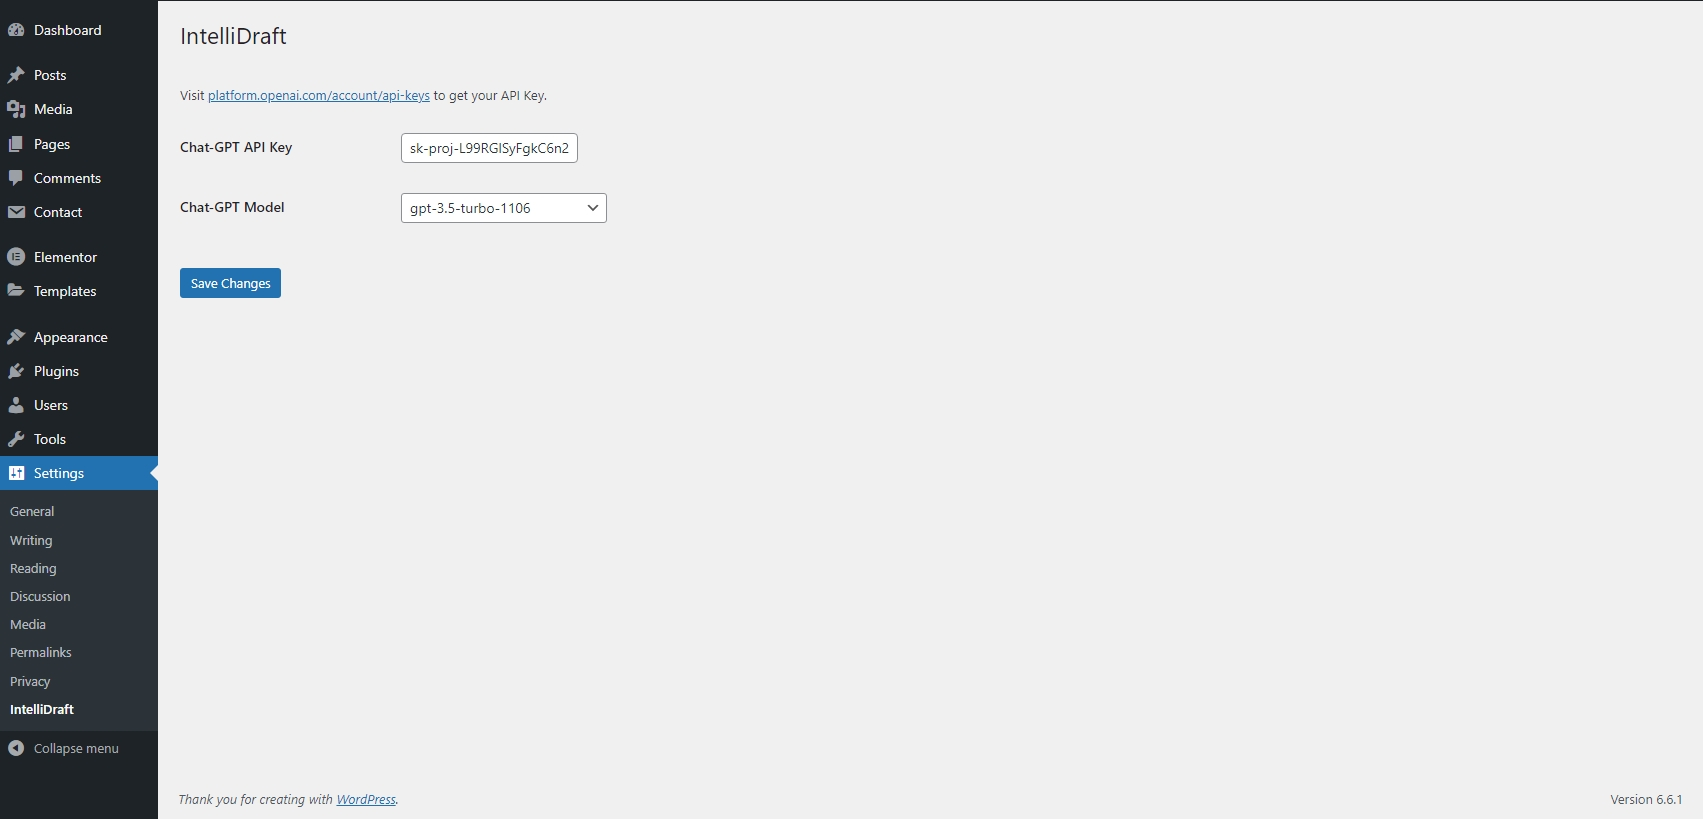 Dashboard
Posts
Media
Pages
Comments
Contact
Elementor
Templates
Appearance
Plugins
Users
Tools
Settings
General
Writing
Reading
Discussion
Media
Permalinks
Privacy
IntelliDraft
Collapse menu
IntelliDraft
Visit platform.openai.com/account/api-keys to get your API Key.
Chat-GPT API Key
sk-proj-L99RGlSyFgkC6n2
Chat-GPT Model
gpt-3.5-turbo-1106
Save Changes
Thank you for creating with WordPress.
Version 6.6.1